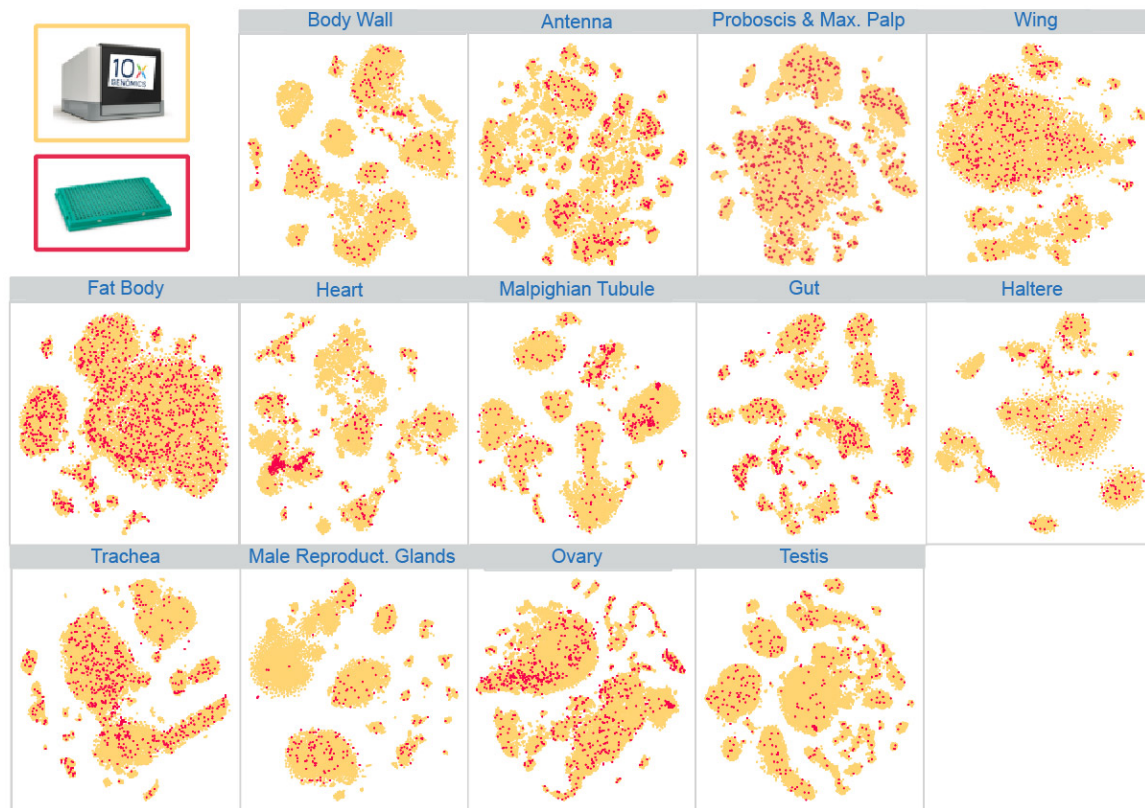 Body Wall
Antenna
Proboscis & Max. Palp
Wing
10x
GENOMICS
Fat Body
Heart
Malpighian Tubule
Gut
Haltere
Trachea
Male Reproduct. Glands
Ovary
Testis